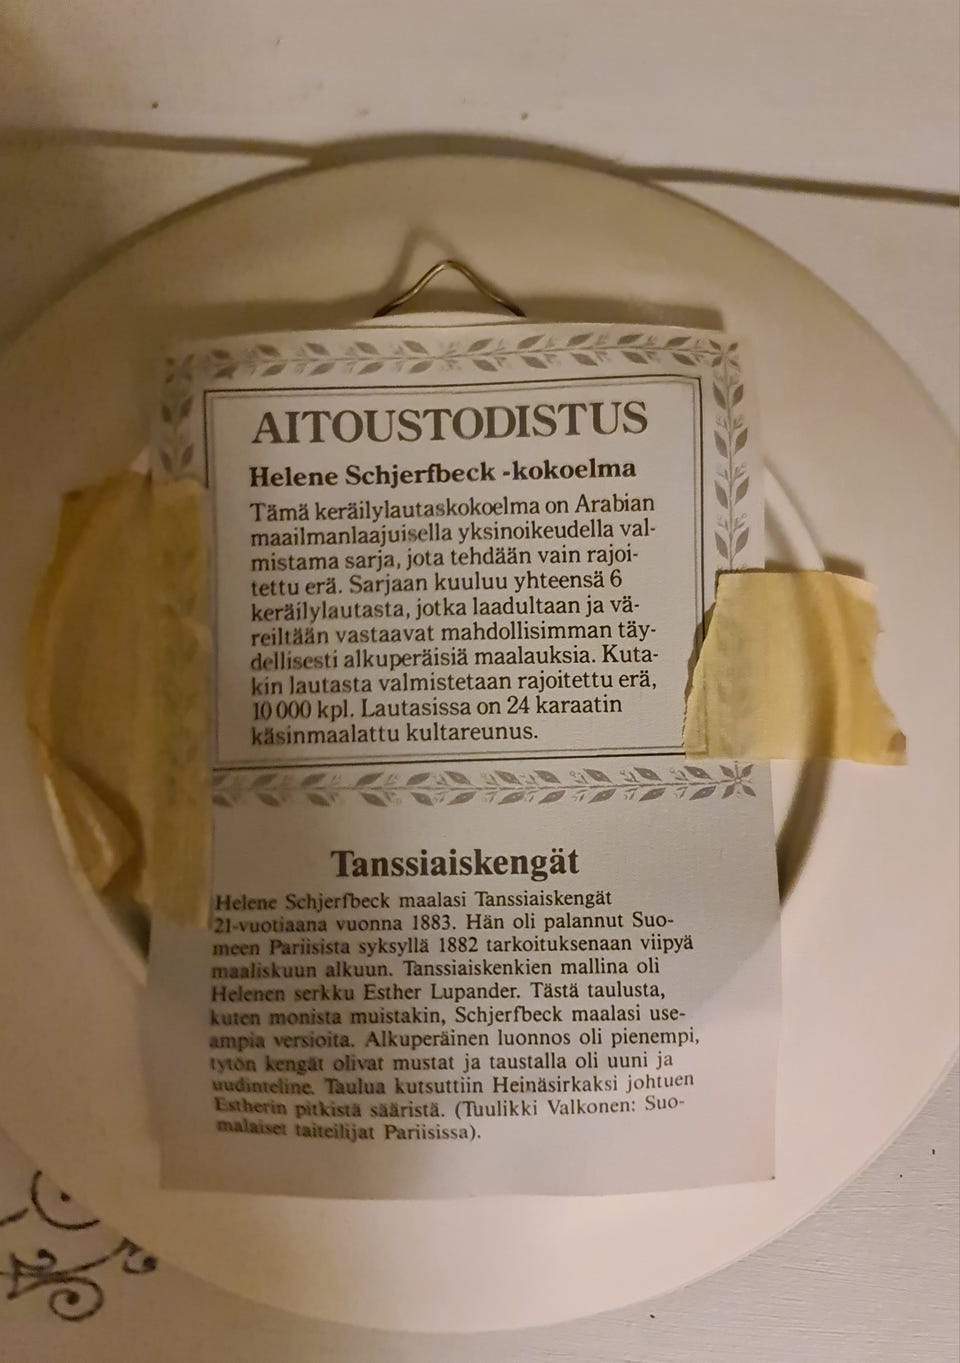 AITOUSTODISTUS
Helene Schjerfbeck -kokoelma
Tämä keräilylautaskokoelma on Arabian
maailmanlaajuisella yksinoikeudella val-
mistama sarja, jota tehdään vain rajoi-
tettu erä. Sarjaan kuuluu yhteensä 6
keräilylautasta, jotka laadultaan ja vä-
reiltään vastaavat mahdollisimman täy-
dellisesti alkuperäisiä maalauksia. Kuta-
kin lautasta valmistetaan rajoitettu erä,
10 000 kpl. Lautasissa on 24 karaatin
käsinmaalattu kultareunus.
Tanssiaiskengät
Helene Schjerfbeck maalasi Tanssiaiskengät
21-vuotiaana vuonna 1883. Hän oli palannut Suo-
meen Pariisista syksyllä 1882 tarkoituksenaan viipyä
maaliskuun alkuun. Tanssiaiskenkien mallina oli
Helenen serkku Esther Lupander. Tästä taulusta,
kuten monista muistakin, Schjerfbeck maalasi use-
ampia versioita. Alkuperäinen luonnos oli pienempi,
tytön kengät olivat mustat ja taustalla oli uuni ja
uudinteline. Taulua kutsuttiin Heinäsirkaksi johtuen
Estherin pitkistä sääristä. (Tuulikki Valkonen: Suo-
malaiset taiteilijat Pariisissa).